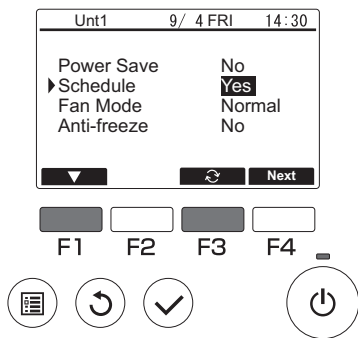 Unt1 9/ 4 FRI 14:30
Power Save No
Schedule Yes
Fan Mode Normal
Anti-freeze No
Next
F1 F2 F3 F4